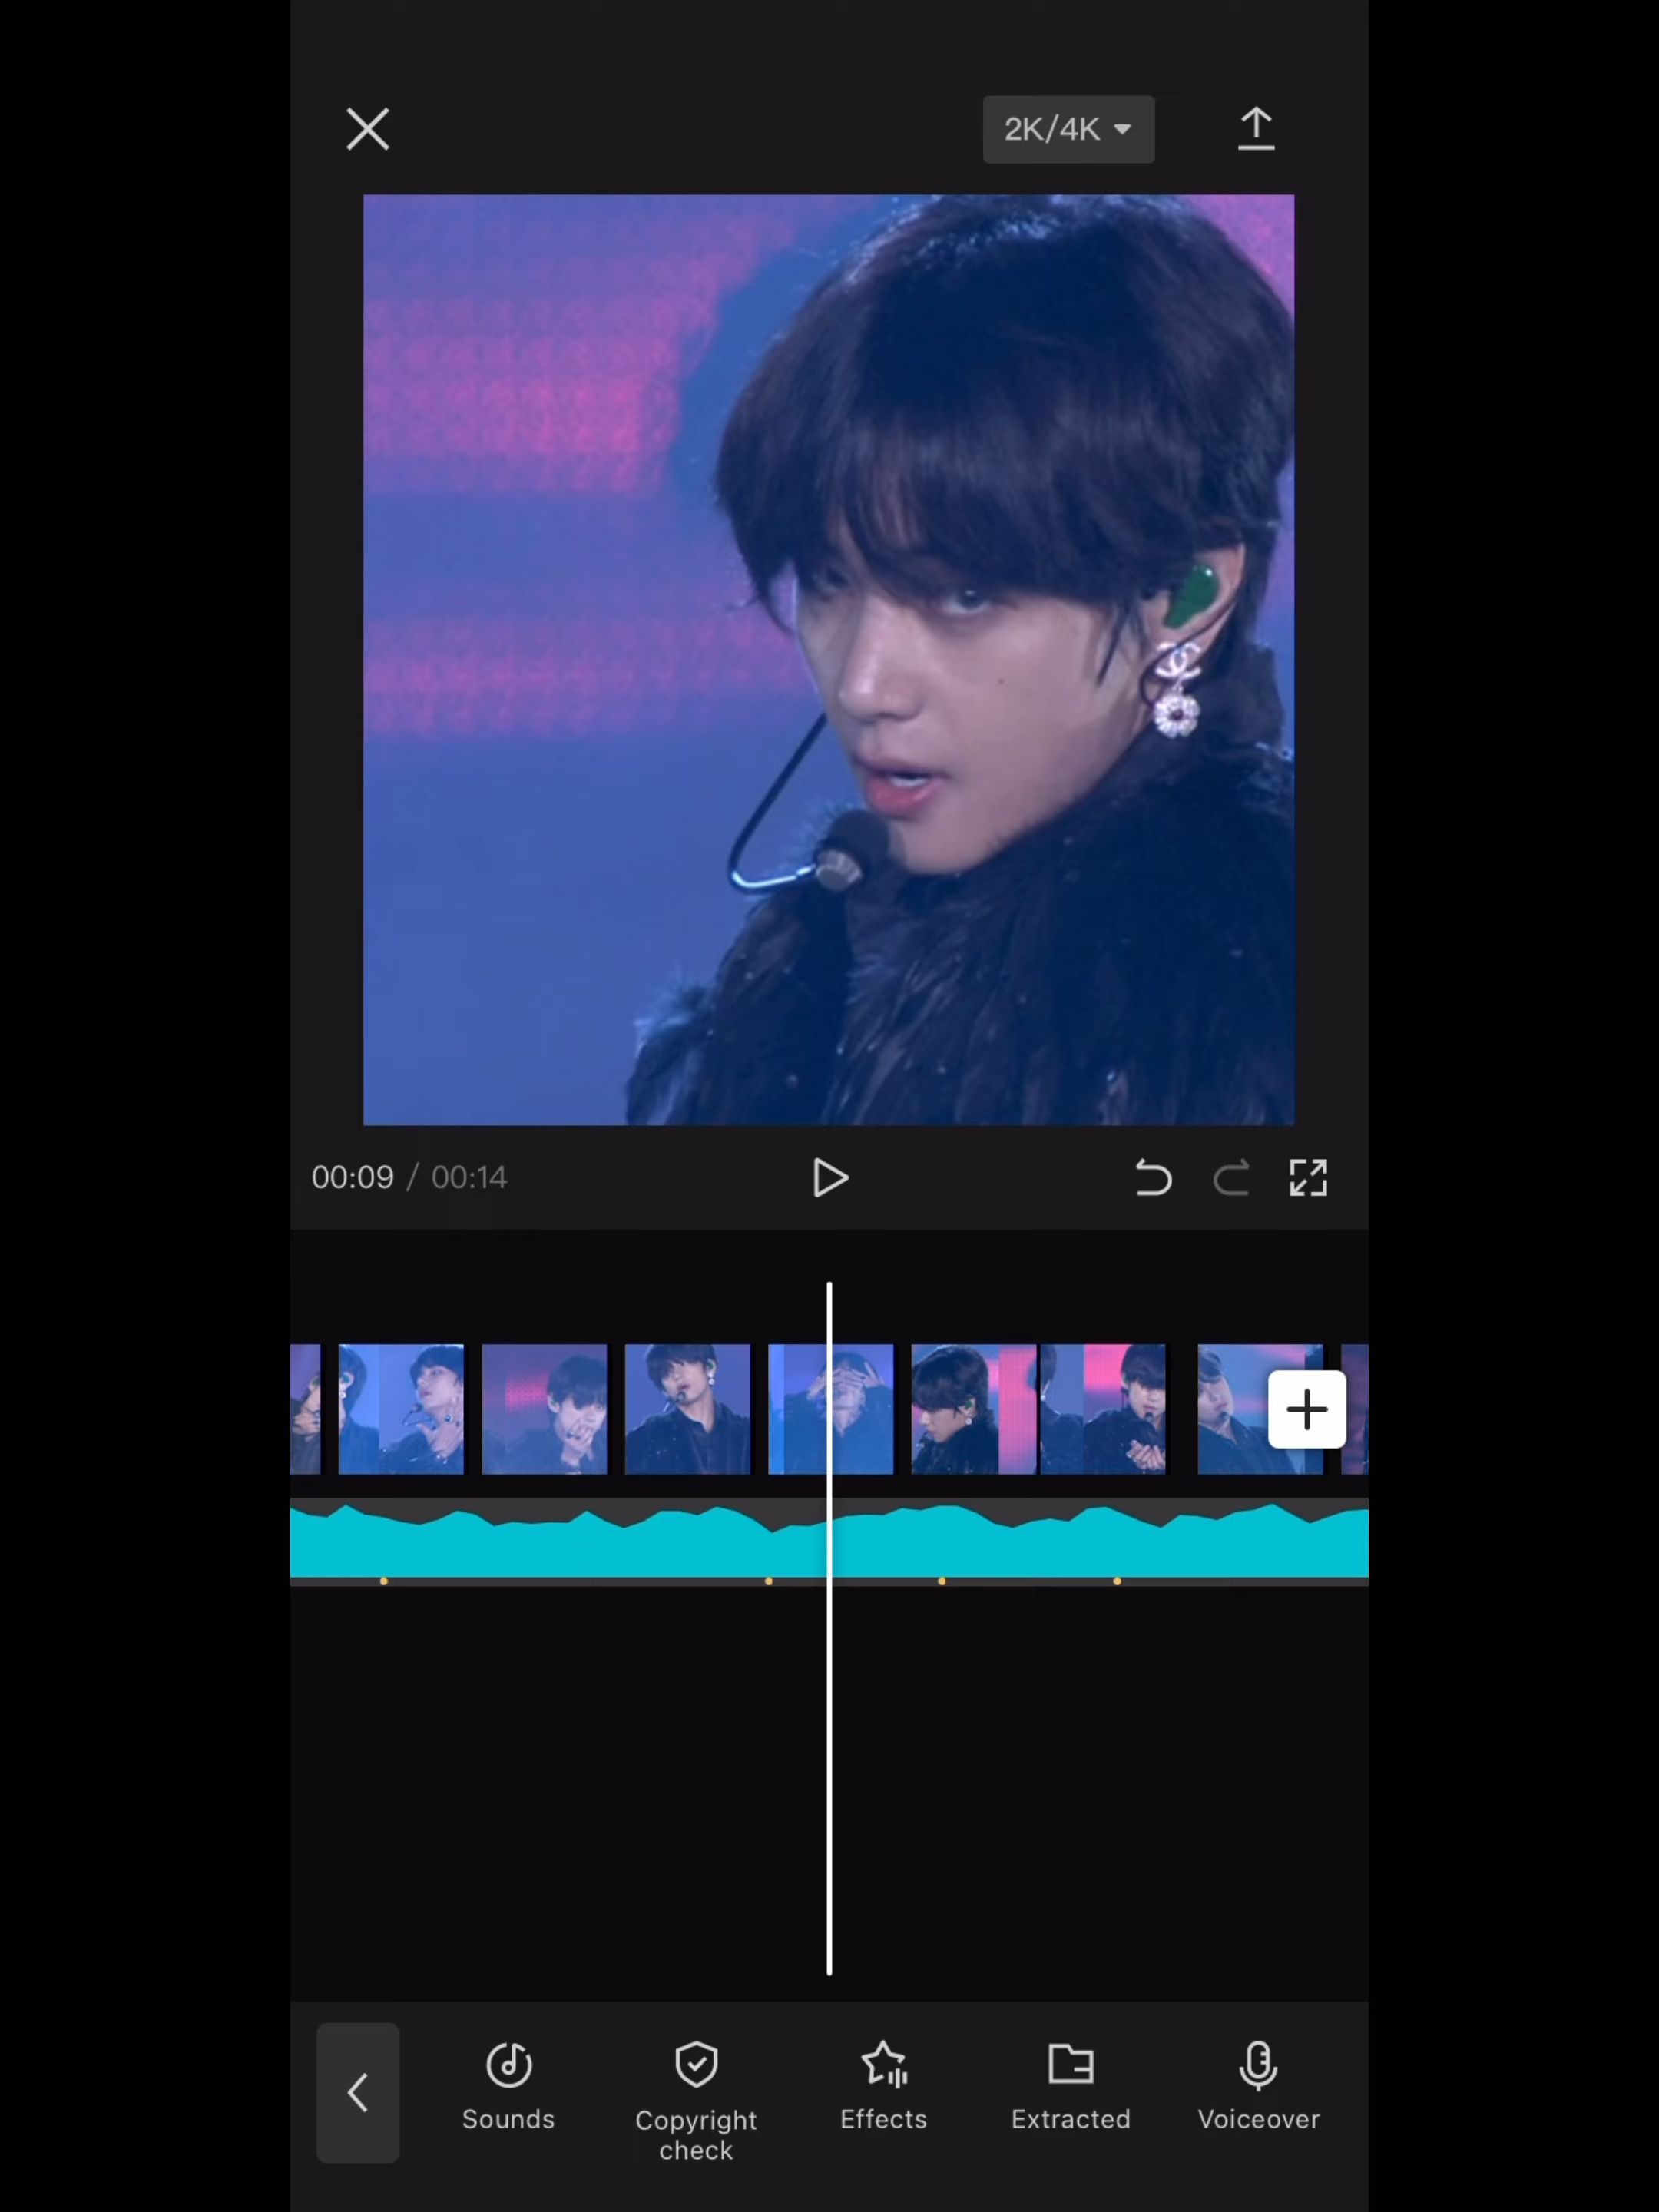 2K/4K
00:09 / 00:14
Sounds
Copyright
check
Effects
Extracted
Voiceover